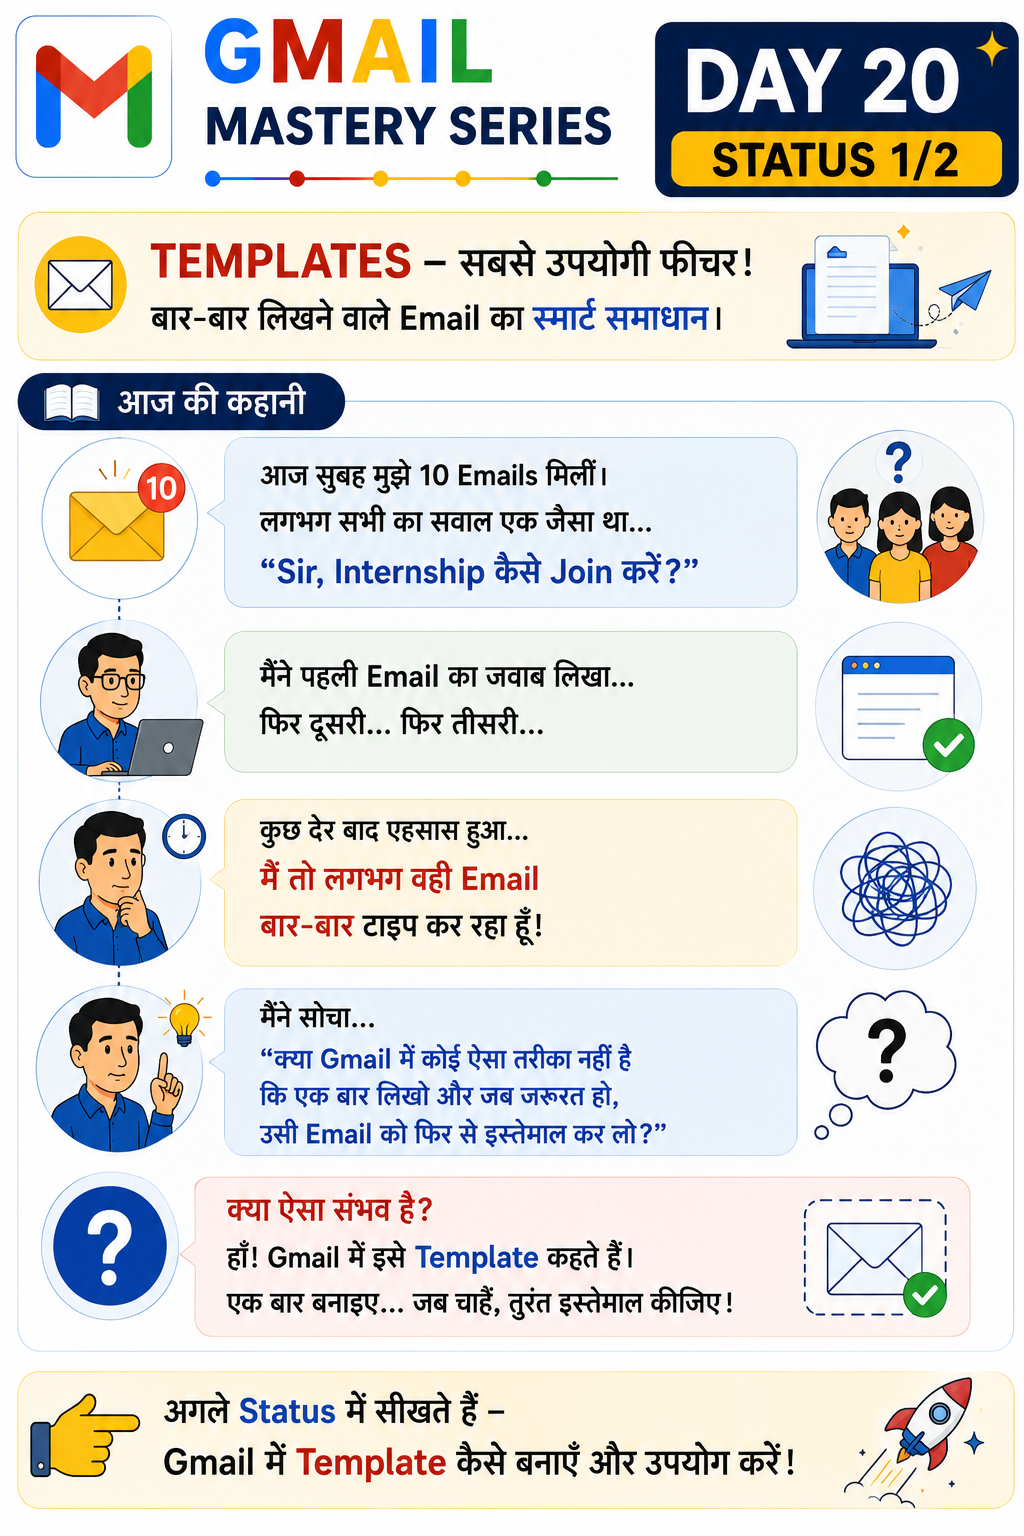 GMAIL
MASTERY SERIES
DAY 20
STATUS 1/2
TEMPLATES – सबसे उपयोगी फीचर!
बार-बार लिखने वाले Email का स्मार्ट समाधान।
आज की कहानी
10
आज सुबह मुझे 10 Emails मिलीं।
लगभग सभी का सवाल एक जैसा था...
“Sir, Internship कैसे Join करें?”
?
मैंने पहली Email का जवाब लिखा...
फिर दूसरी... फिर तीसरी...
कुछ देर बाद एहसास हुआ...
मैं तो लगभग वही Email
बार-बार टाइप कर रहा हूँ!
मैंने सोचा...
“क्या Gmail में कोई ऐसा तरीका नहीं है
कि एक बार लिखो और जब जरूरत हो,
उसी Email को फिर से इस्तेमाल कर लो?”
?
?
क्या ऐसा संभव है?
हाँ! Gmail में इसे Template कहते हैं।
एक बार बनाइए... जब चाहें, तुरंत इस्तेमाल कीजिए!
अगले Status में सीखते हैं –
Gmail में Template कैसे बनाएँ और उपयोग करें!